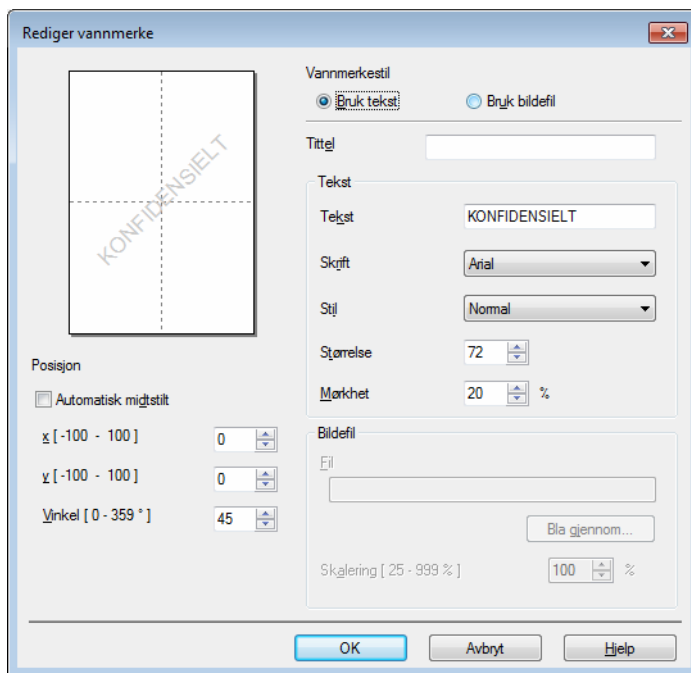 Rediger vannmerke
KONFIDENSIELT
Vannmerkestil
Bruk tekst
Bruk bildefil
Tittel
Tekst
Tekst KONFIDENSIELT
Skrift Arial
Stil Normal
Størrelse 72
Mørkhet 20 %
Posisjon
Automatisk midtstilt
x [ -100 - 100 ] 0
y [ -100 - 100 ] 0
Vinkel [ 0 - 359 ° ] 45
Bildefil
Fil
Bla gjennom...
Skalering [ 25 - 999 % ] 100 %
OK
Avbryt
Hjelp